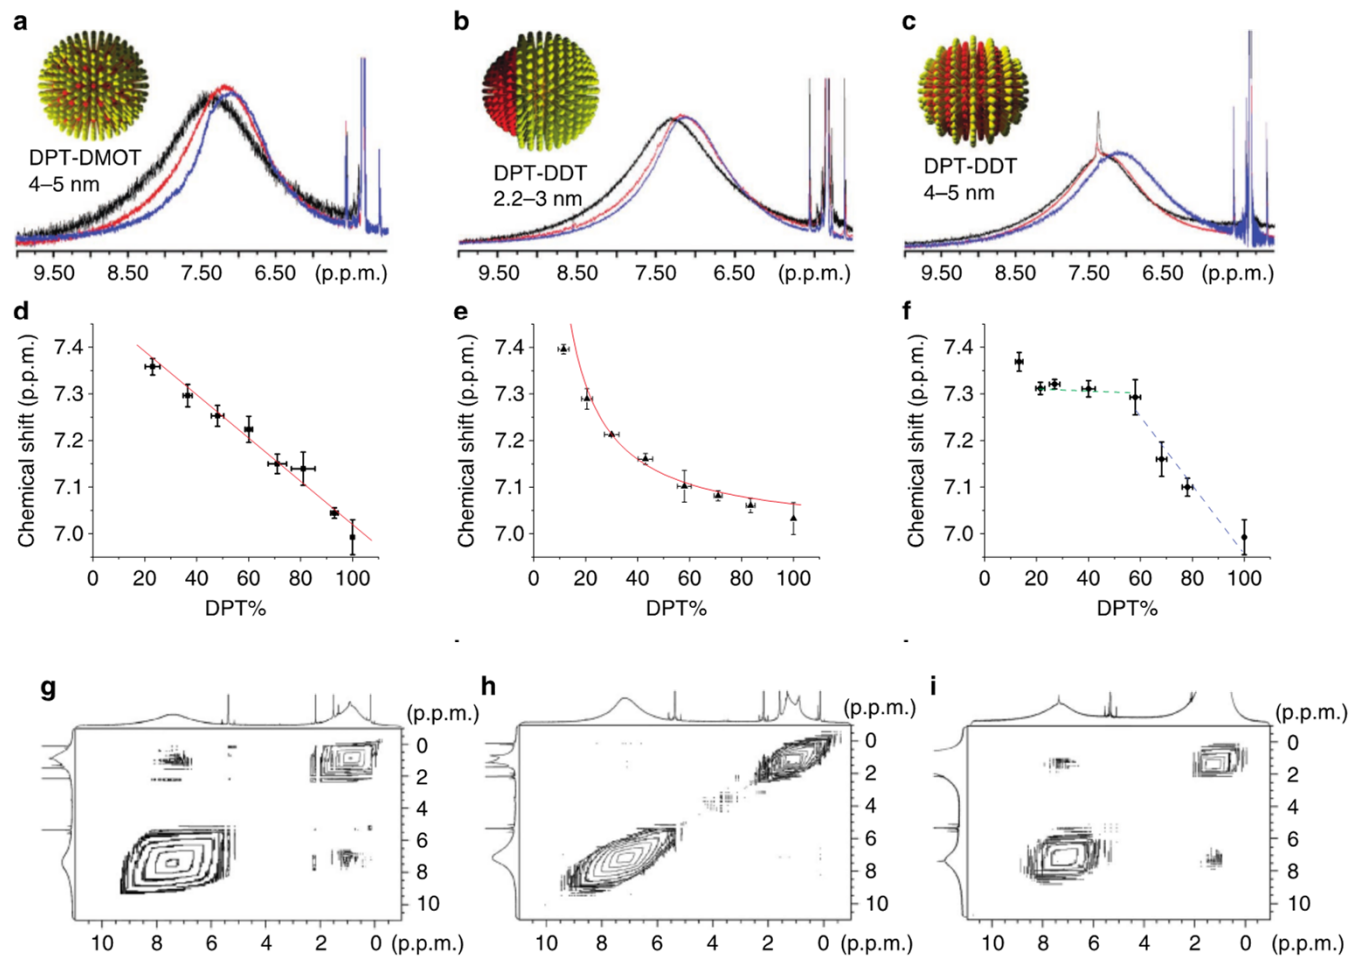 a
DPT-DMOT
4–5 nm
9.50 8.50 7.50 6.50 (p.p.m.)
b
DPT-DDT
2.2–3 nm
9.50 8.50 7.50 6.50 (p.p.m.)
c
DPT-DDT
4–5 nm
9.50 8.50 7.50 6.50 (p.p.m.)
d
Chemical shift (p.p.m.)
7.4
7.3
7.2
7.1
7.0
0 20 40 60 80 100
DPT%
e
Chemical shift (p.p.m.)
7.4
7.3
7.2
7.1
7.0
0 20 40 60 80 100
DPT%
f
Chemical shift (p.p.m.)
7.4
7.3
7.2
7.1
7.0
0 20 40 60 80 100
DPT%
g
(p.p.m.)
0
2
4
6
8
10
10 8 6 4 2 0 (p.p.m.)
h
(p.p.m.)
0
2
4
6
8
10
10 8 6 4 2 0 (p.p.m.)
i
(p.p.m.)
0
2
4
6
8
10
10 8 6 4 2 0 (p.p.m.)